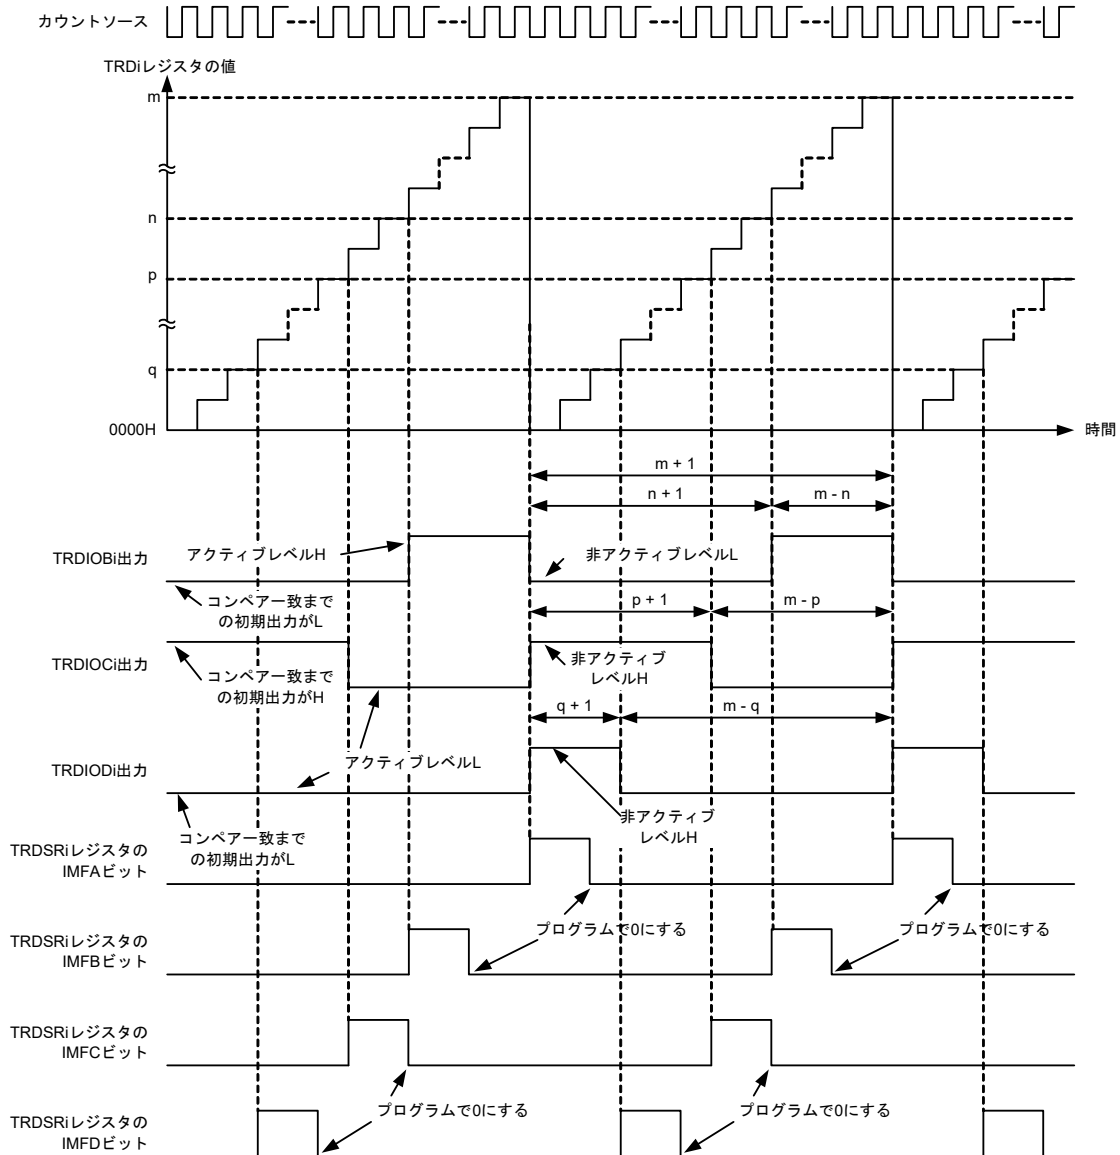 カウントソース
TRDiレジスタの値
m
n
p
q
0000H
時間
m + 1
n + 1
m - n
TRDIOBi出力
アクティブレベルH
非アクティブレベルL
コンペア一致まで
の初期出力がL
p + 1
m - p
TRDIOCi出力
コンペア一致まで
の初期出力がH
非アクティブ
レベルH
q + 1
m - q
TRDIODi出力
アクティブレベルL
コンペア一致まで
の初期出力がL
非アクティブ
レベルH
TRDSRiレジスタの
IMFAビット
プログラムで0にする
プログラムで0にする
TRDSRiレジスタの
IMFBビット
TRDSRiレジスタの
IMFCビット
プログラムで0にする
プログラムで0にする
TRDSRiレジスタの
IMFDビット